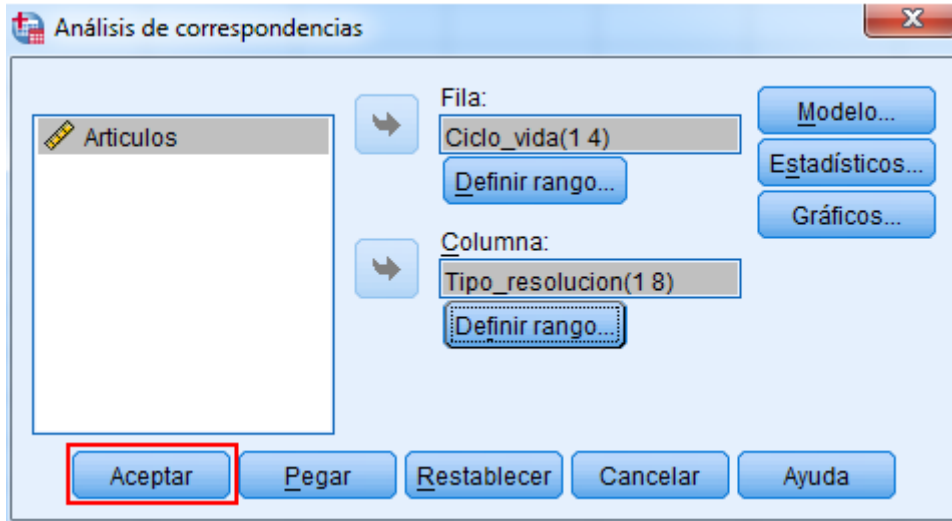 Análisis de correspondencias
Articulos
Fila:
Ciclo_vida(1 4)
Definir rango...
Columna:
Tipo_resolucion(1 8)
Definir rango...
Modelo...
Estadísticos...
Gráficos...
Aceptar
Pegar
Restablecer
Cancelar
Ayuda